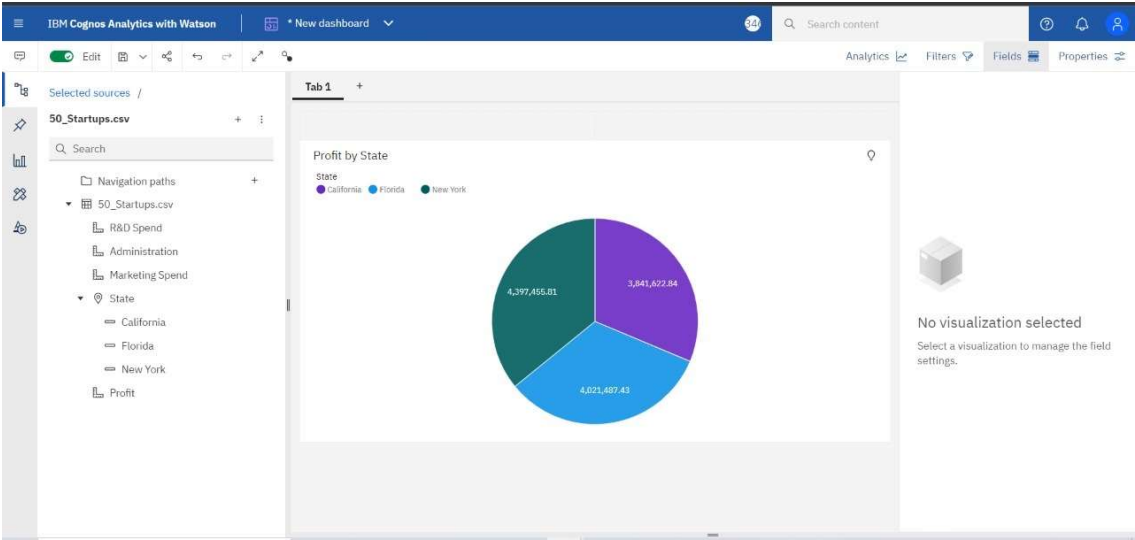 IBM Cognos Analytics with Watson
* New dashboard
Search content
Edit
Analytics
Filters
Fields
Properties
Selected sources /
50_Startups.csv
Search
Navigation paths
50_Startups.csv
R&D Spend
Administration
Marketing Spend
State
California
Florida
New York
Profit
Tab 1
Profit by State
State
California Florida New York
4,397,455.81
3,841,622.84
4,021,487.43
No visualization selected
Select a visualization to manage the field
settings.